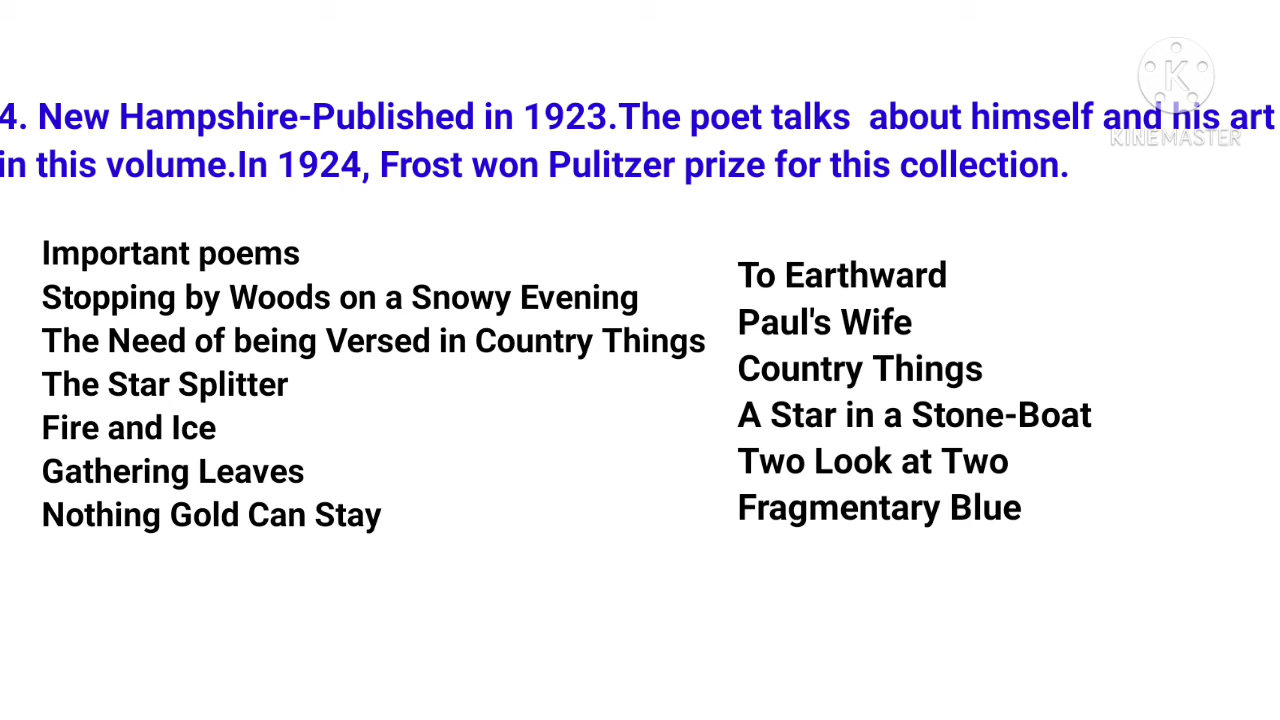 4. New Hampshire-Published in 1923.The poet talks  about himself and his art
in this volume.In 1924, Frost won Pulitzer prize for this collection.
Important poems
Stopping by Woods on a Snowy Evening
The Need of being Versed in Country Things
The Star Splitter
Fire and Ice
Gathering Leaves
Nothing Gold Can Stay
To Earthward
Paul's Wife
Country Things
A Star in a Stone-Boat
Two Look at Two
Fragmentary Blue
K
KINEMASTER